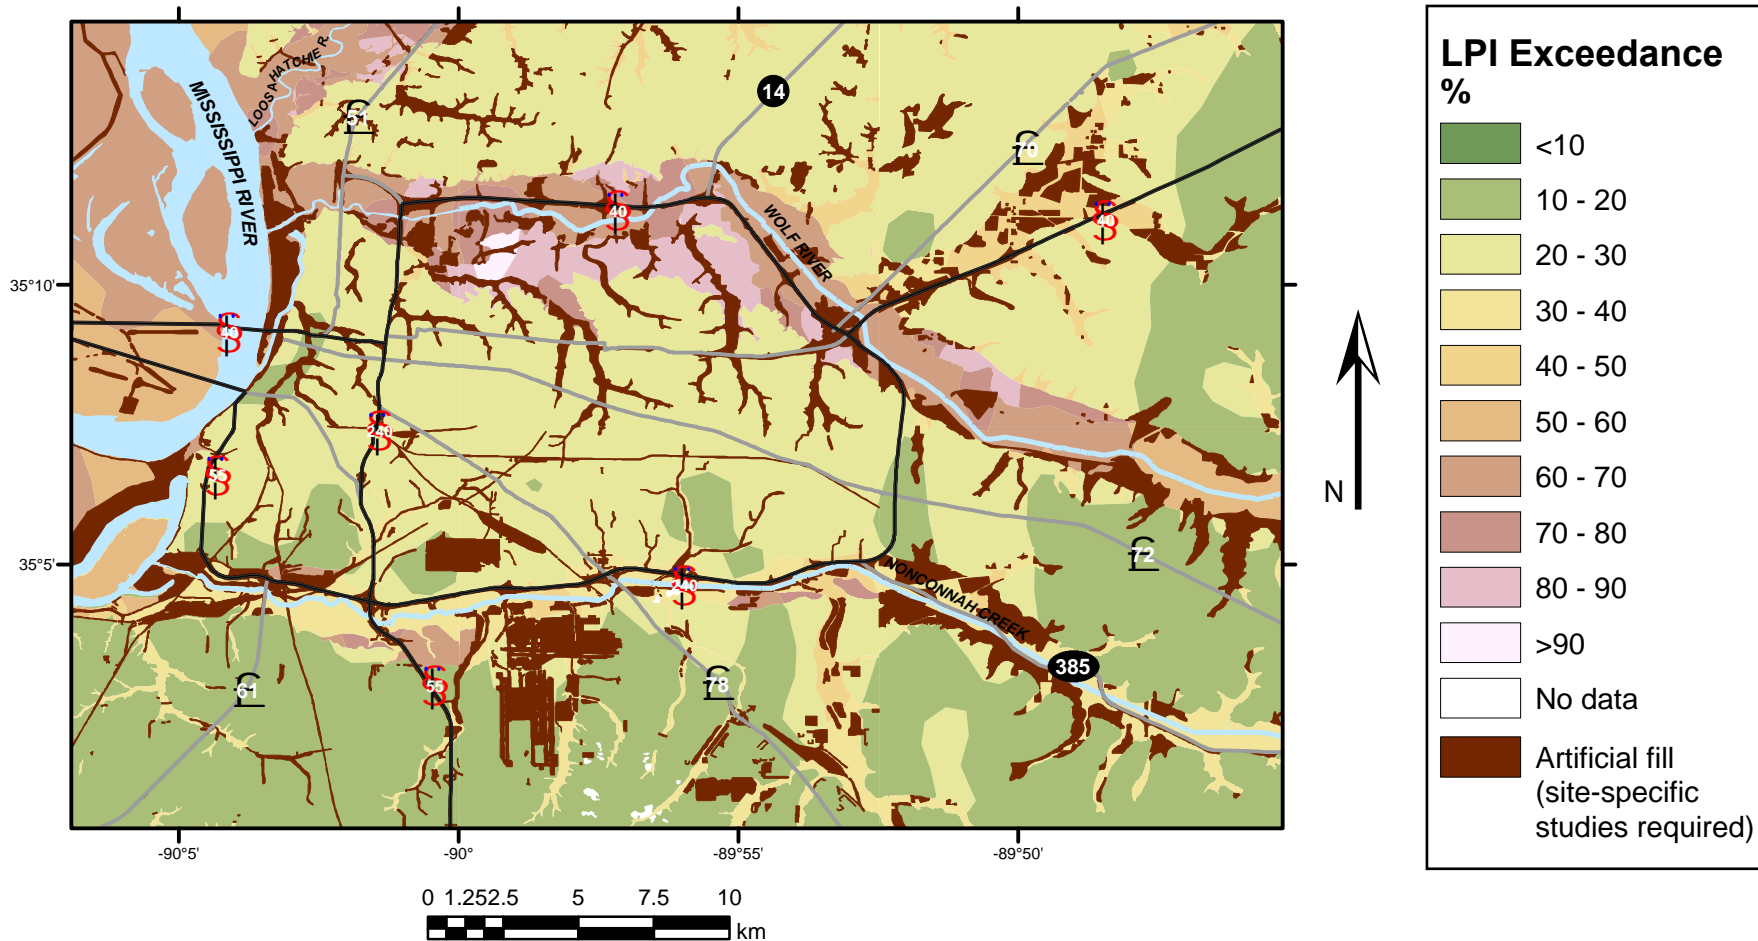 LOOSAHATCHIE R.
MISSISSIPPI RIVER
51
14
70
40
40
WOLF RIVER
40
240
55
72
240
NONCONNAH CREEK
385
61
55
78
35°10'
35°5'
-90°5'
-90°
-89°55'
-89°50'
0 1.25 2.5 5 7.5 10
km
N
LPI Exceedance
%
<10
10 - 20
20 - 30
30 - 40
40 - 50
50 - 60
60 - 70
70 - 80
80 - 90
>90
No data
Artificial fill
(site-specific
studies required)